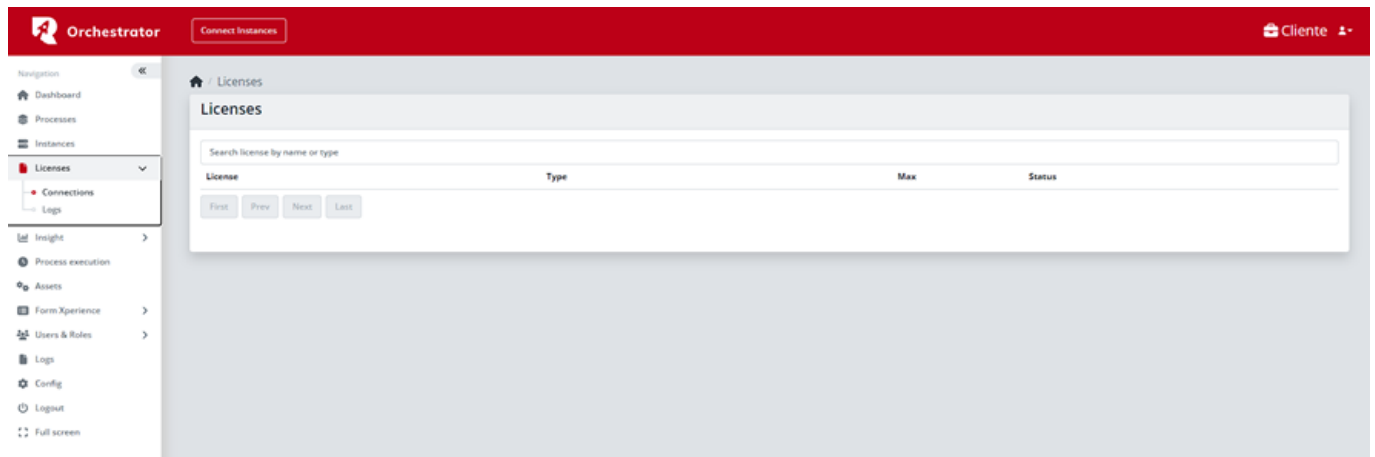 Orchestrator
Connect Instances
Cliente
Navigation
Dashboard
Processes
Instances
Licenses
Connections
Logs
Insight
Process execution
Assets
Form Xperience
Users & Roles
Logs
Config
Logout
Full screen
/ Licenses
Licenses
Search license by name or type
License Type Max Status
First Prev Next Last